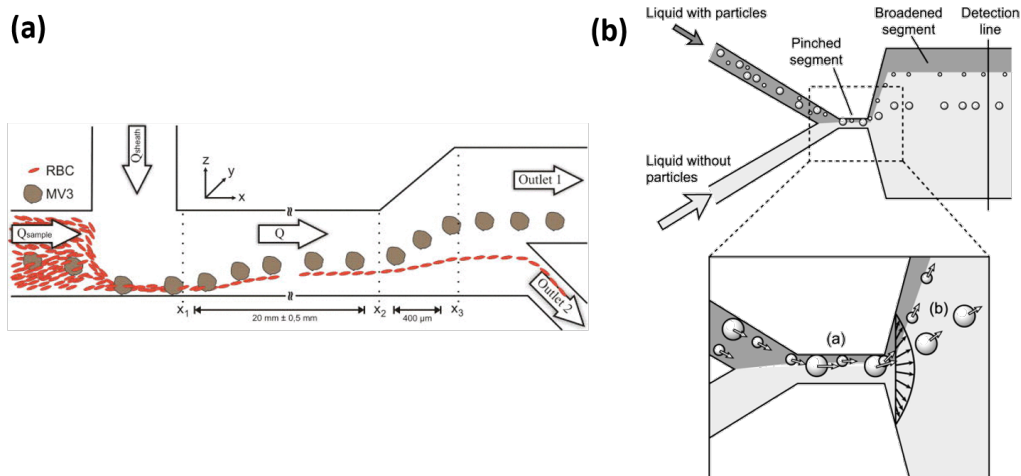 (a)
Qsheath
RBC
MV3
z
y
x
Outlet 1
Qsample
Q
Outlet 2
x1
20 mm ± 0,5 mm
x2
400 µm
x3
(b)
Liquid with particles
Pinched
segment
Broadened
segment
Detection
line
Liquid without
particles
(a)
(b)